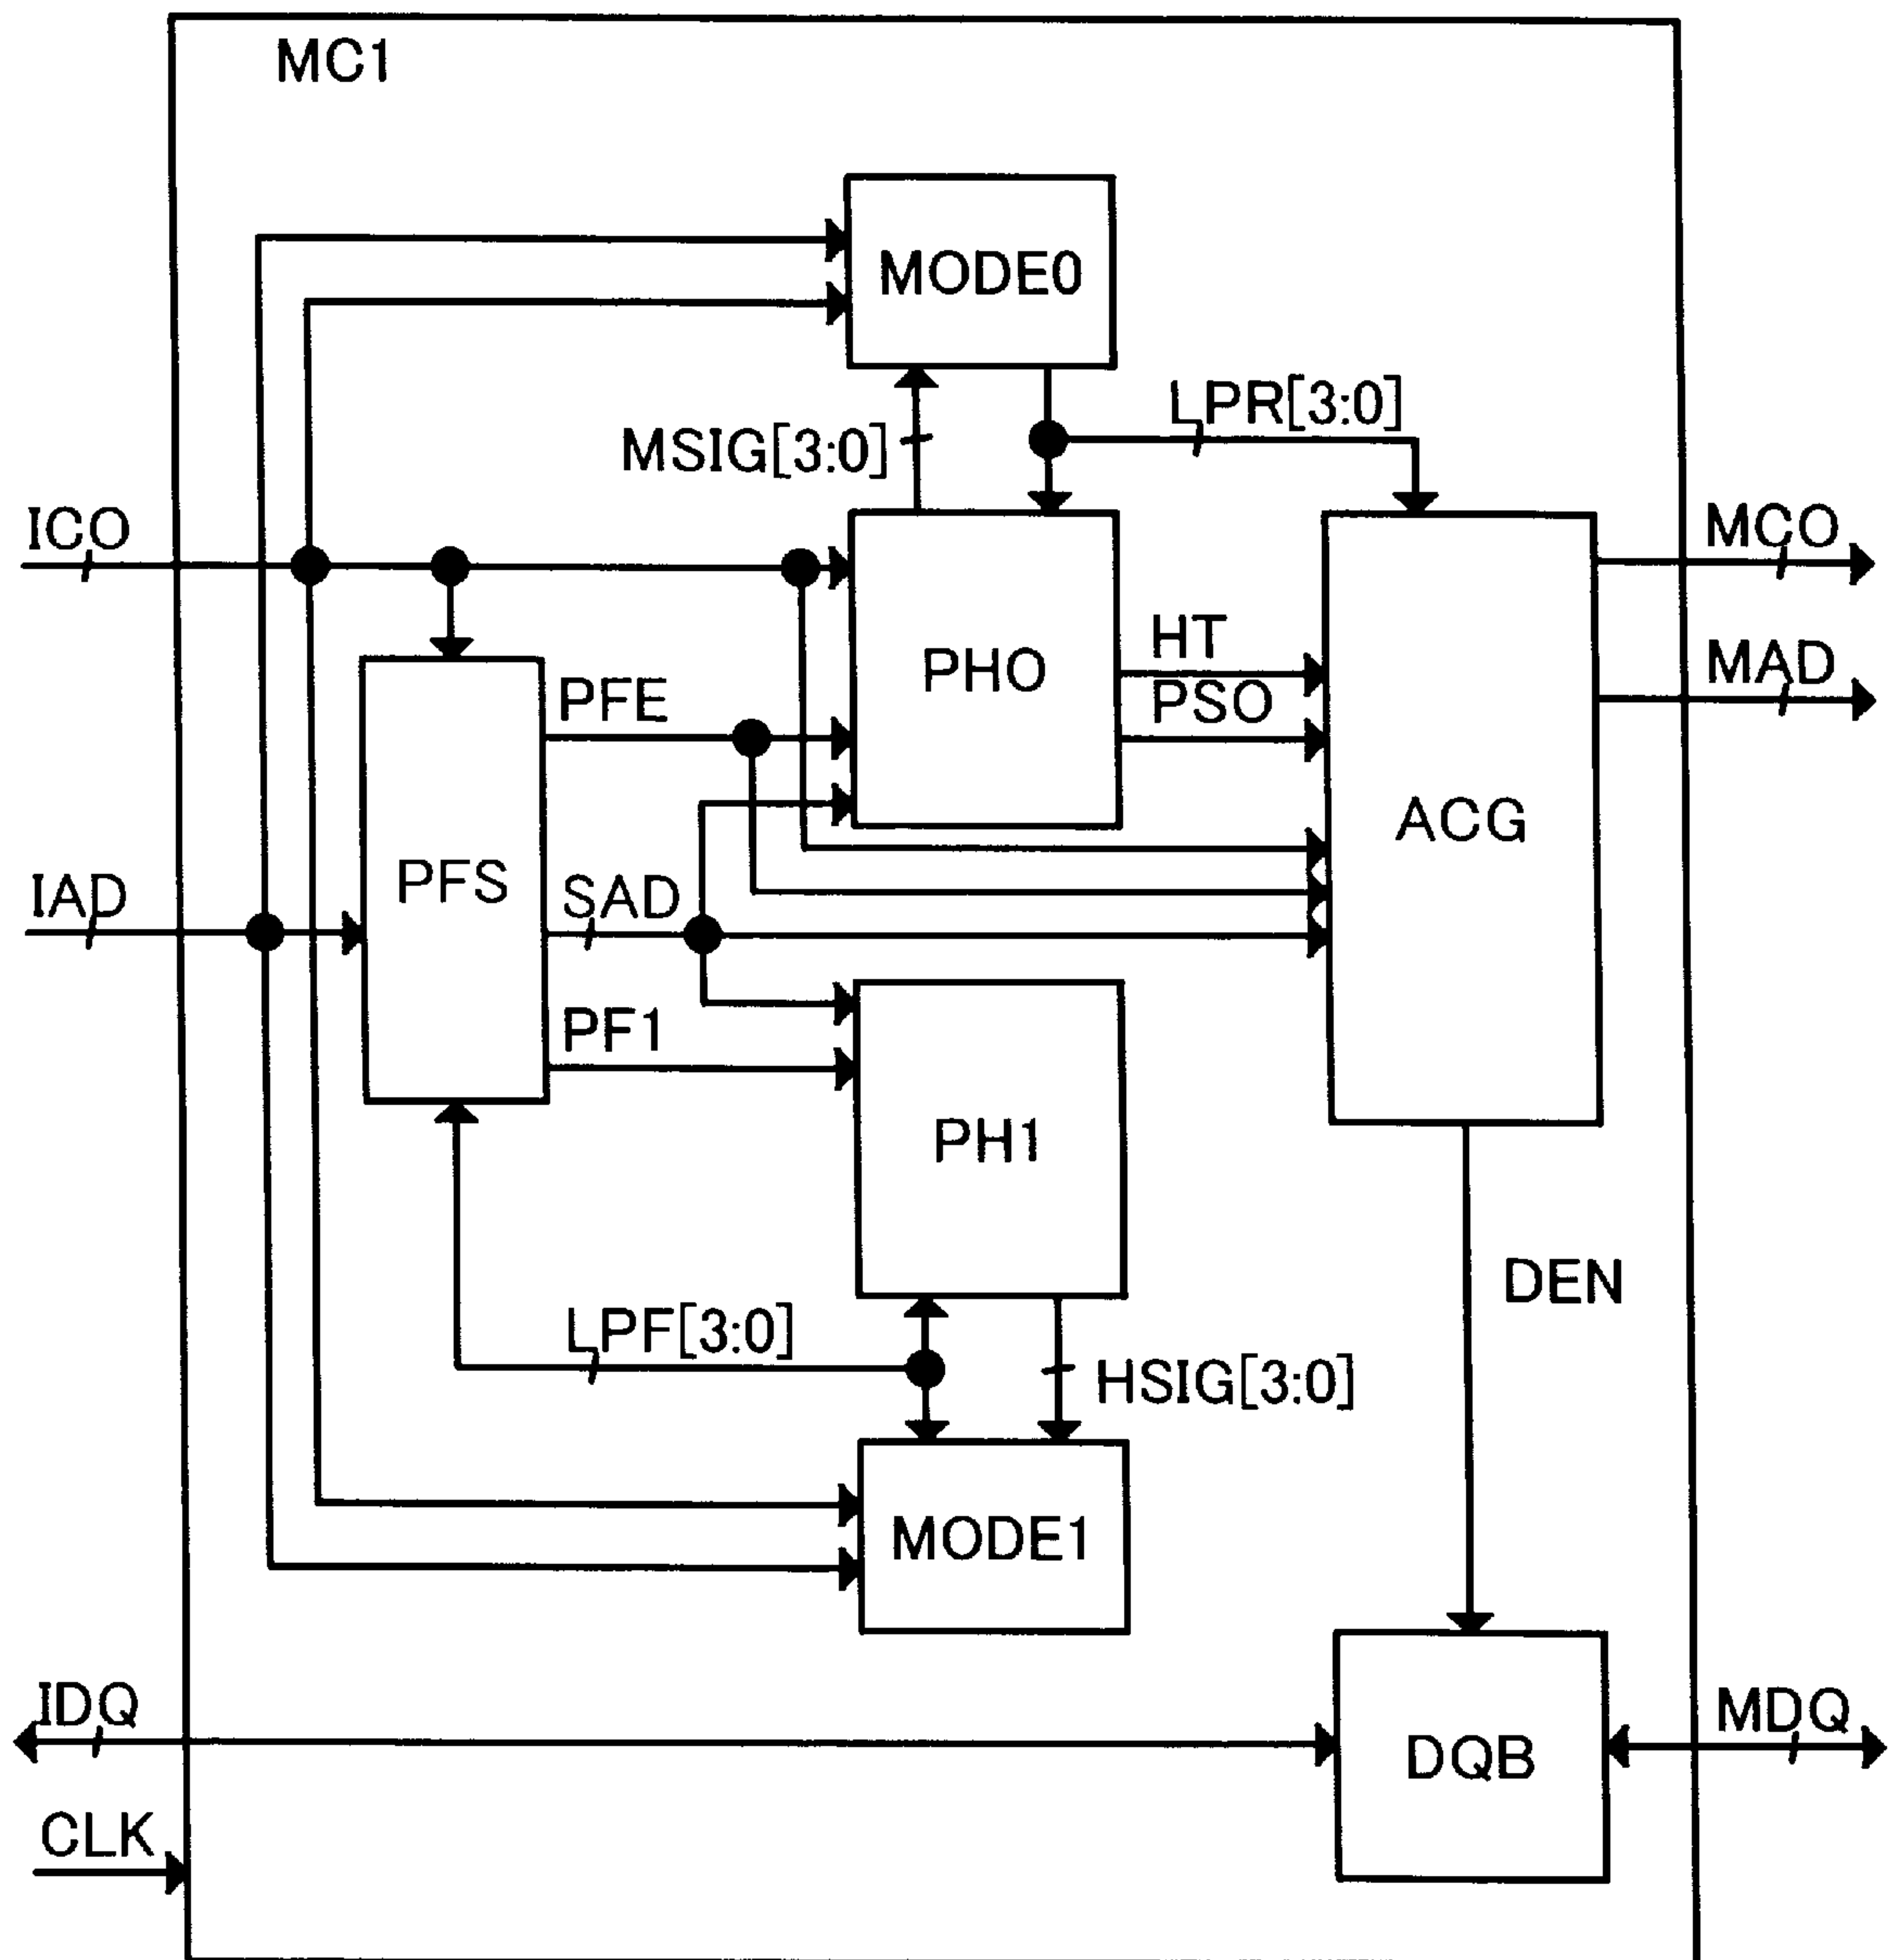 MC1
MODE0
LPR[3:0]
MSIG[3:0]
ICO
MCO
HT
PHO
MAD
PFE
PSO
ACG
PFS
IAD
SAD
PF1
PH1
DEN
LPF[3:0]
HSIG[3:0]
MODE1
IDQ
MDQ
DQB
CLK